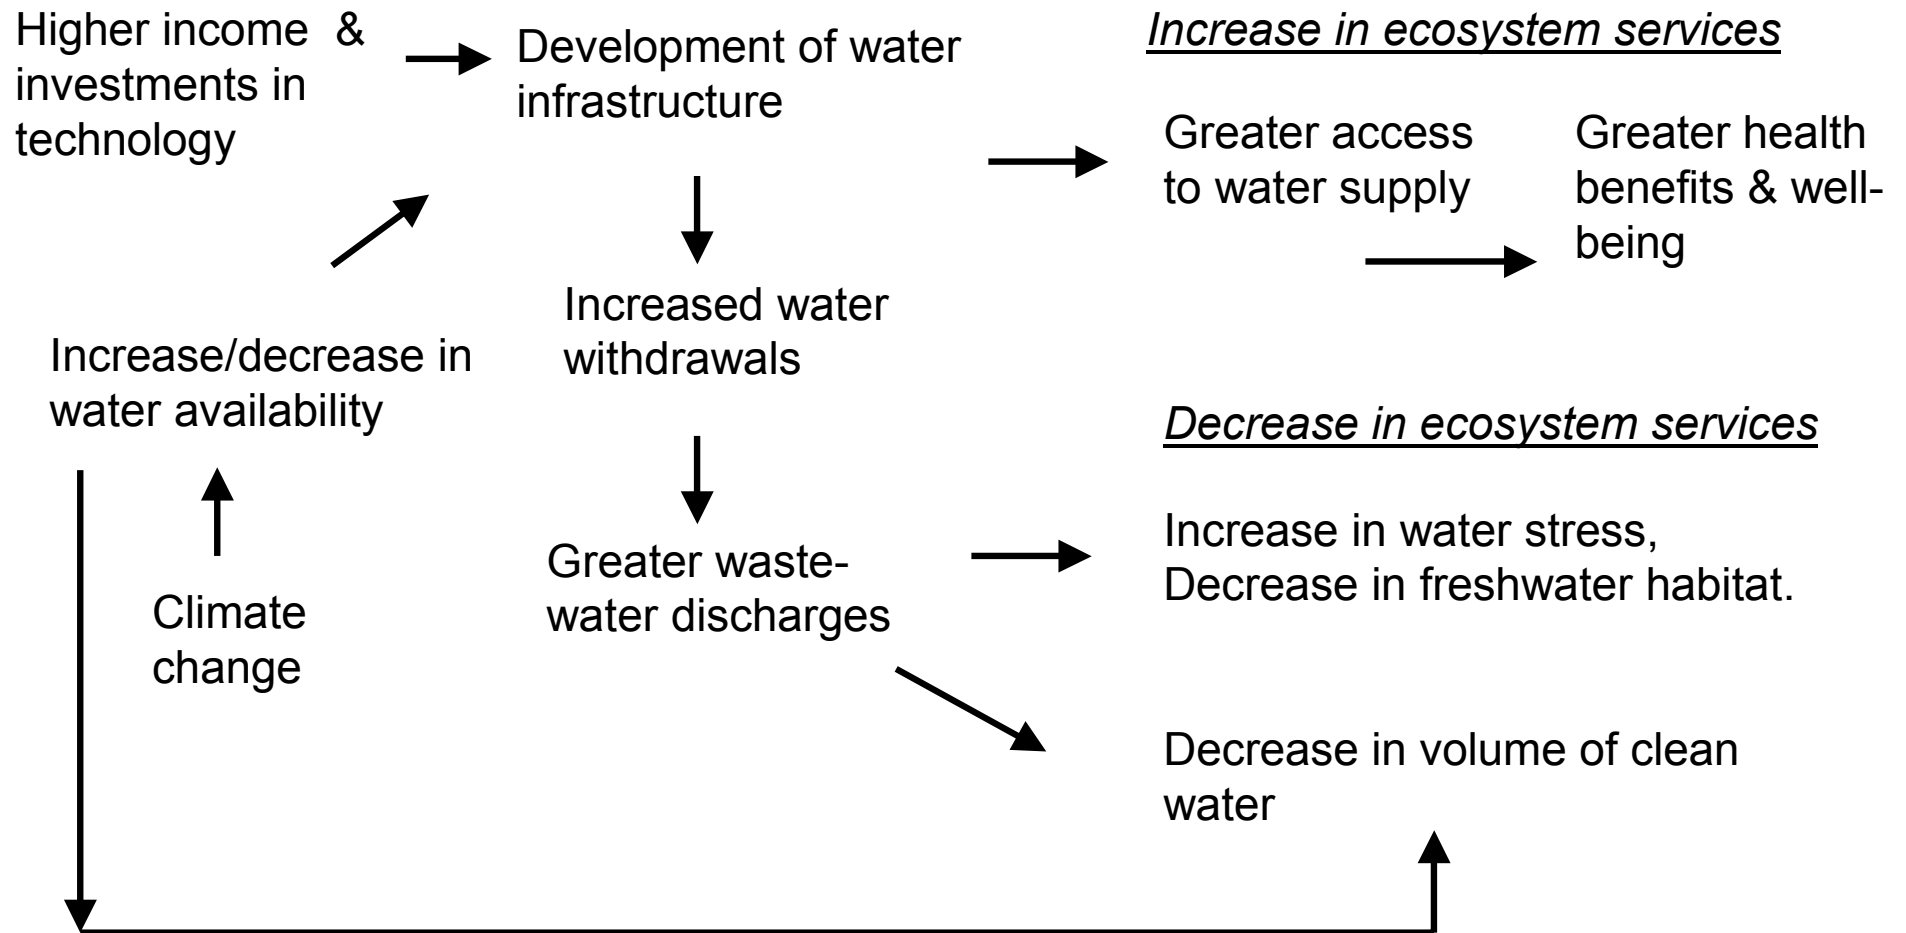 Higher income  &
investments in
technology
Development of water
infrastructure
Increase in ecosystem services
Greater access
to water supply
Greater health
benefits & well-
being
Increased water
withdrawals
Increase/decrease in
water availability
Decrease in ecosystem services
Greater waste-
water discharges
Increase in water stress,
Decrease in freshwater habitat.
Climate
change
Decrease in volume of clean
water